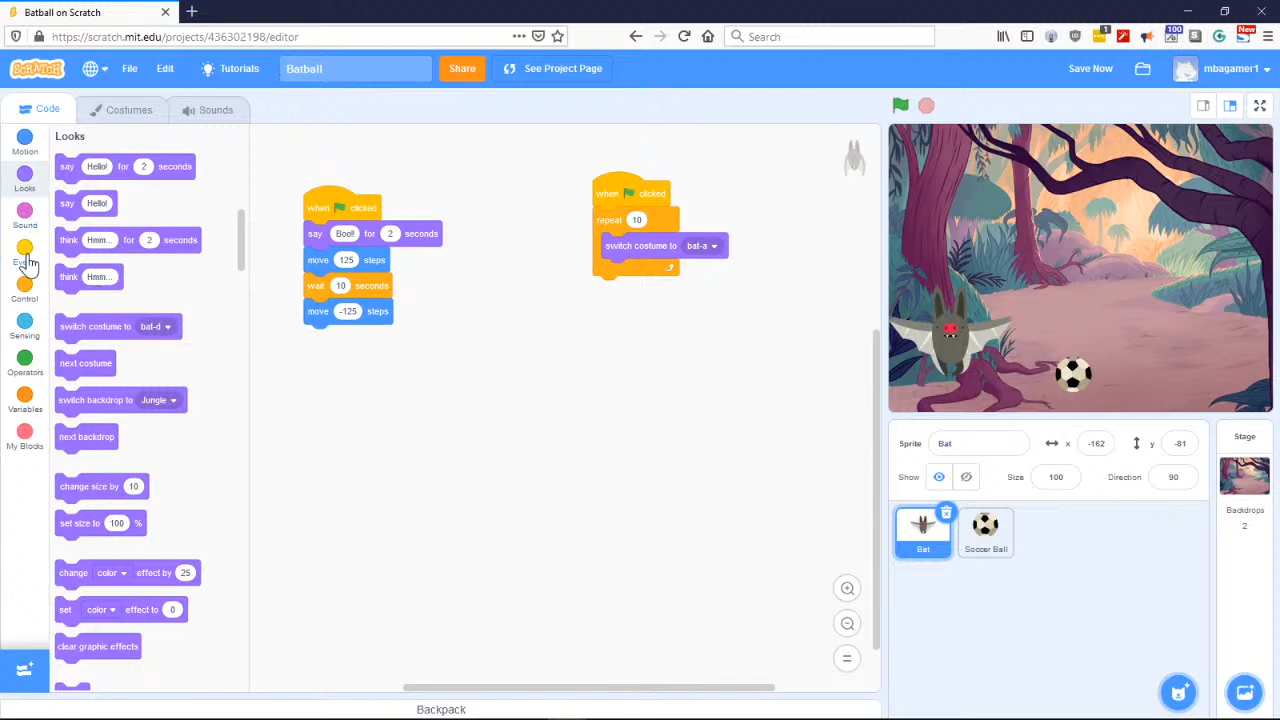 Batball on Scratch
https://scratch.mit.edu/projects/436302198/editor
Search
1
100
New
SCRATCH
File
Edit
Tutorials
Batball
Share
See Project Page
Save Now
mbagamer1
Code
Costumes
Sounds
Motion
Looks
Sound
Control
Sensing
Operators
Variables
My Blocks
Looks
say Hello! for 2 seconds
say Hello!
think Hmm... for 2 seconds
think Hmm...
switch costume to bat-d
next costume
switch backdrop to Jungle
next backdrop
change size by 10
set size to 100 %
change color effect by 25
set color effect to 0
clear graphic effects
when clicked
say Boo!! for 2 seconds
move 125 steps
wait 10 seconds
move -125 steps
when clicked
repeat 10
switch costume to bat-a
Sprite Bat x -162 y -81
Show Size 100 Direction 90
Bat
Soccer Ball
Stage
Backdrops
2
Backpack